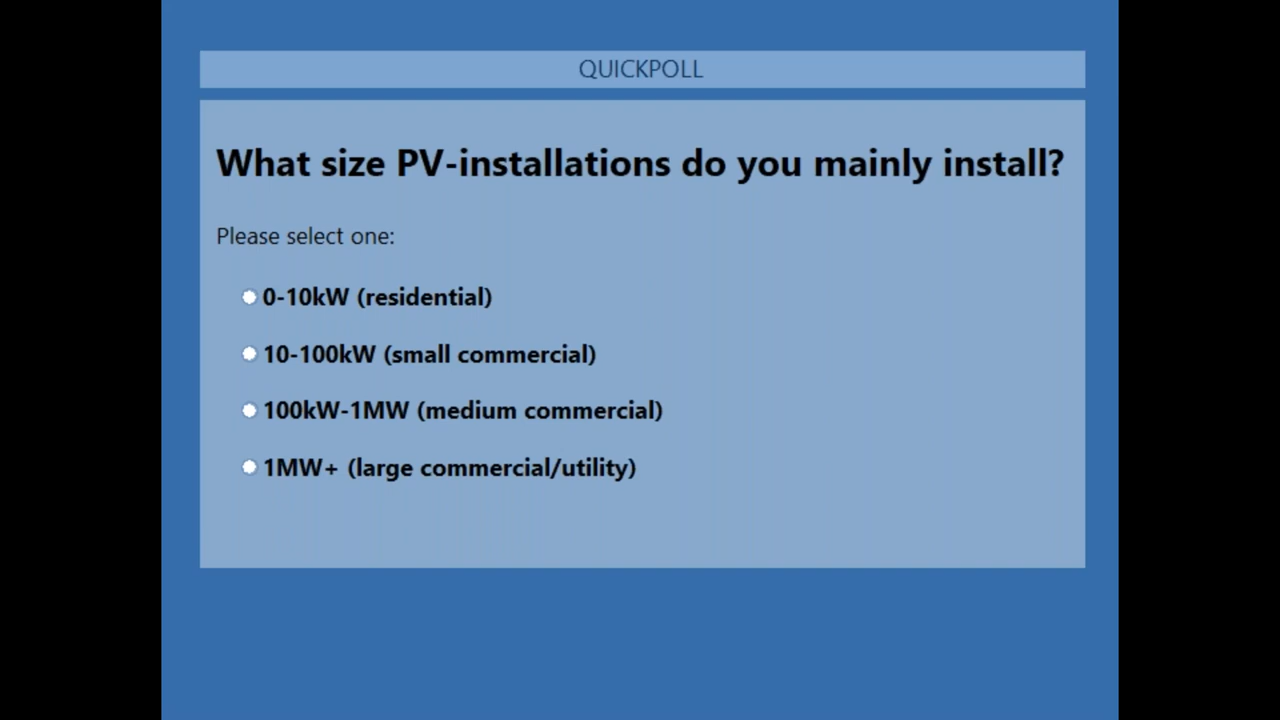 QUICKPOLL
What size PV-installations do you mainly install?
Please select one:
0-10kW (residential)
10-100kW (small commercial)
100kW-1MW (medium commercial)
1MW+ (large commercial/utility)